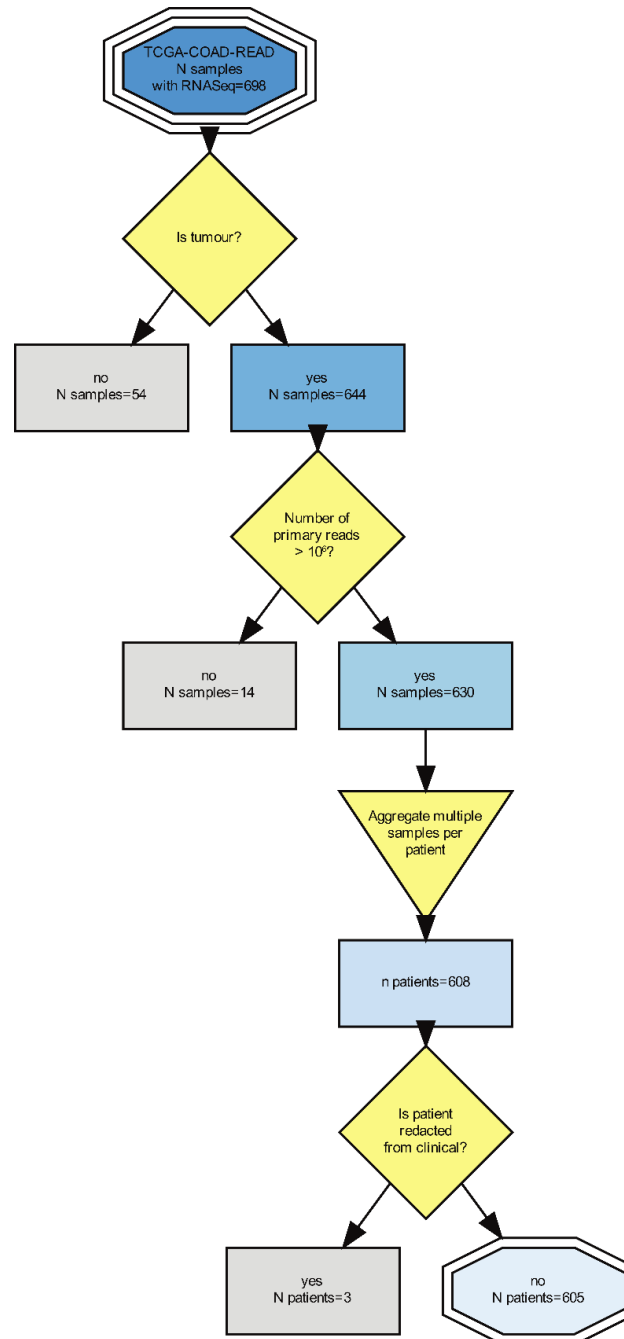 TCGA-COAD-READ
N samples
with RNASeq=698
Is tumour?
no
N samples=54
yes
N samples=644
Number of
primary reads
> 10⁶?
no
N samples=14
yes
N samples=630
Aggregate multiple
samples per
patient
n patients=608
Is patient
redacted
from clinical?
yes
N patients=3
no
N patients=605